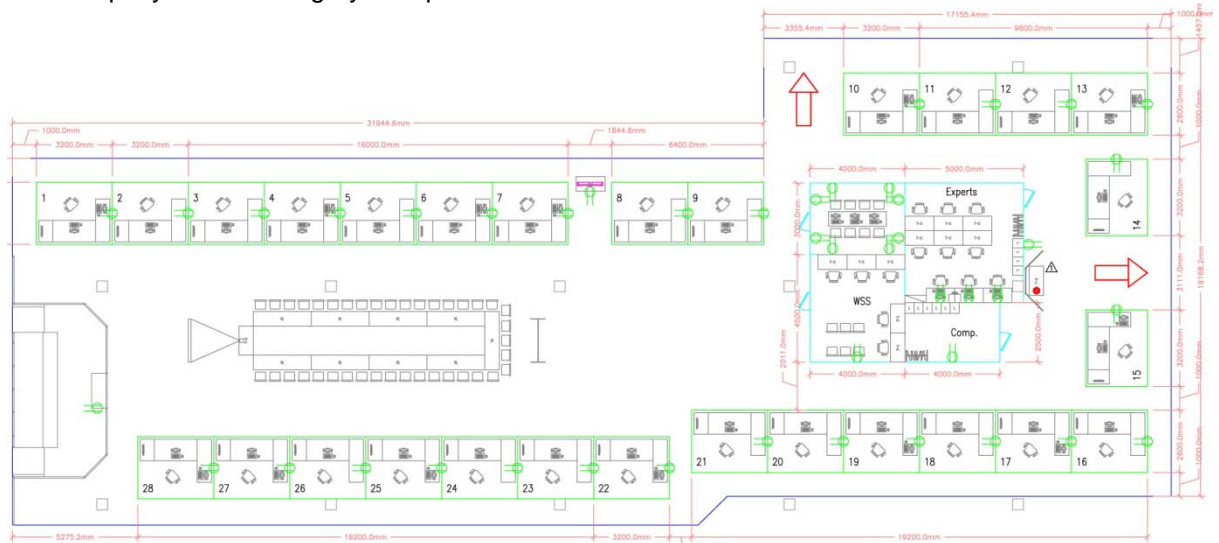 17155.4mm
1000.0mm
3355.4mm
3200.0mm
9600.0mm
31644.6mm
1000.0mm
1844.6mm
3200.0mm
3200.0mm
16000.0mm
6400.0mm
10
11
12
13
2600.0mm
1000.0mm
4000.0mm
5000.0mm
1
2
3
4
5
6
7
8
9
Experts
14
3200.0mm
3000.0mm
3111.0mm
19168.2mm
WSS
4500.0mm
Comp.
2500.0mm
2011.0mm
15
3200.0mm
1000.0mm
4000.0mm
4000.0mm
21
20
19
18
17
16
2600.0mm
1000.0mm
28
27
26
25
24
23
22
5275.2mm
19200.0mm
3200.0mm
19200.0mm